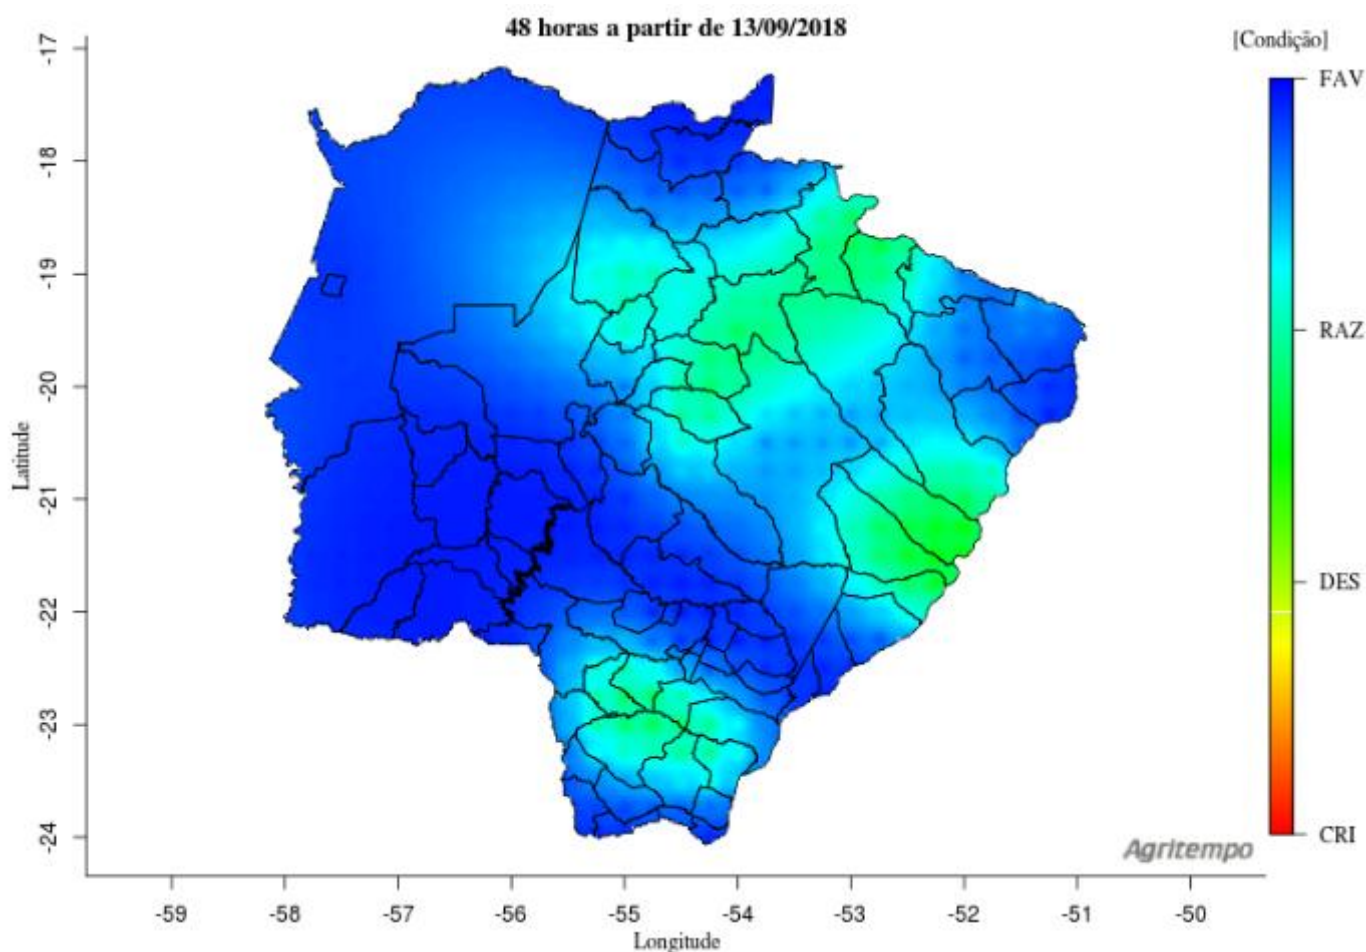 48 horas a partir de 13/09/2018
[Condição]
FAV
RAZ
DES
CRI
-17
-18
-19
-20
-21
-22
-23
-24
Latitude
Agritempo
-59
-58
-57
-56
-55
-54
-53
-52
-51
-50
Longitude